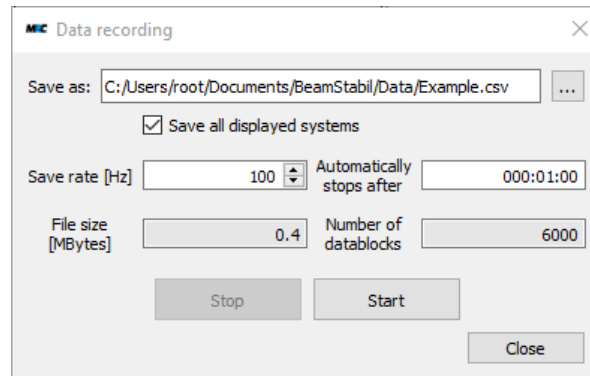 MRC Data recording
Save as: C:/Users/root/Documents/BeamStabil/Data/Example.csv ...
Save all displayed systems
Save rate [Hz] 100 Automatically stops after 000:01:00
File size [MBytes] 0.4 Number of datablocks 6000
Stop Start
Close